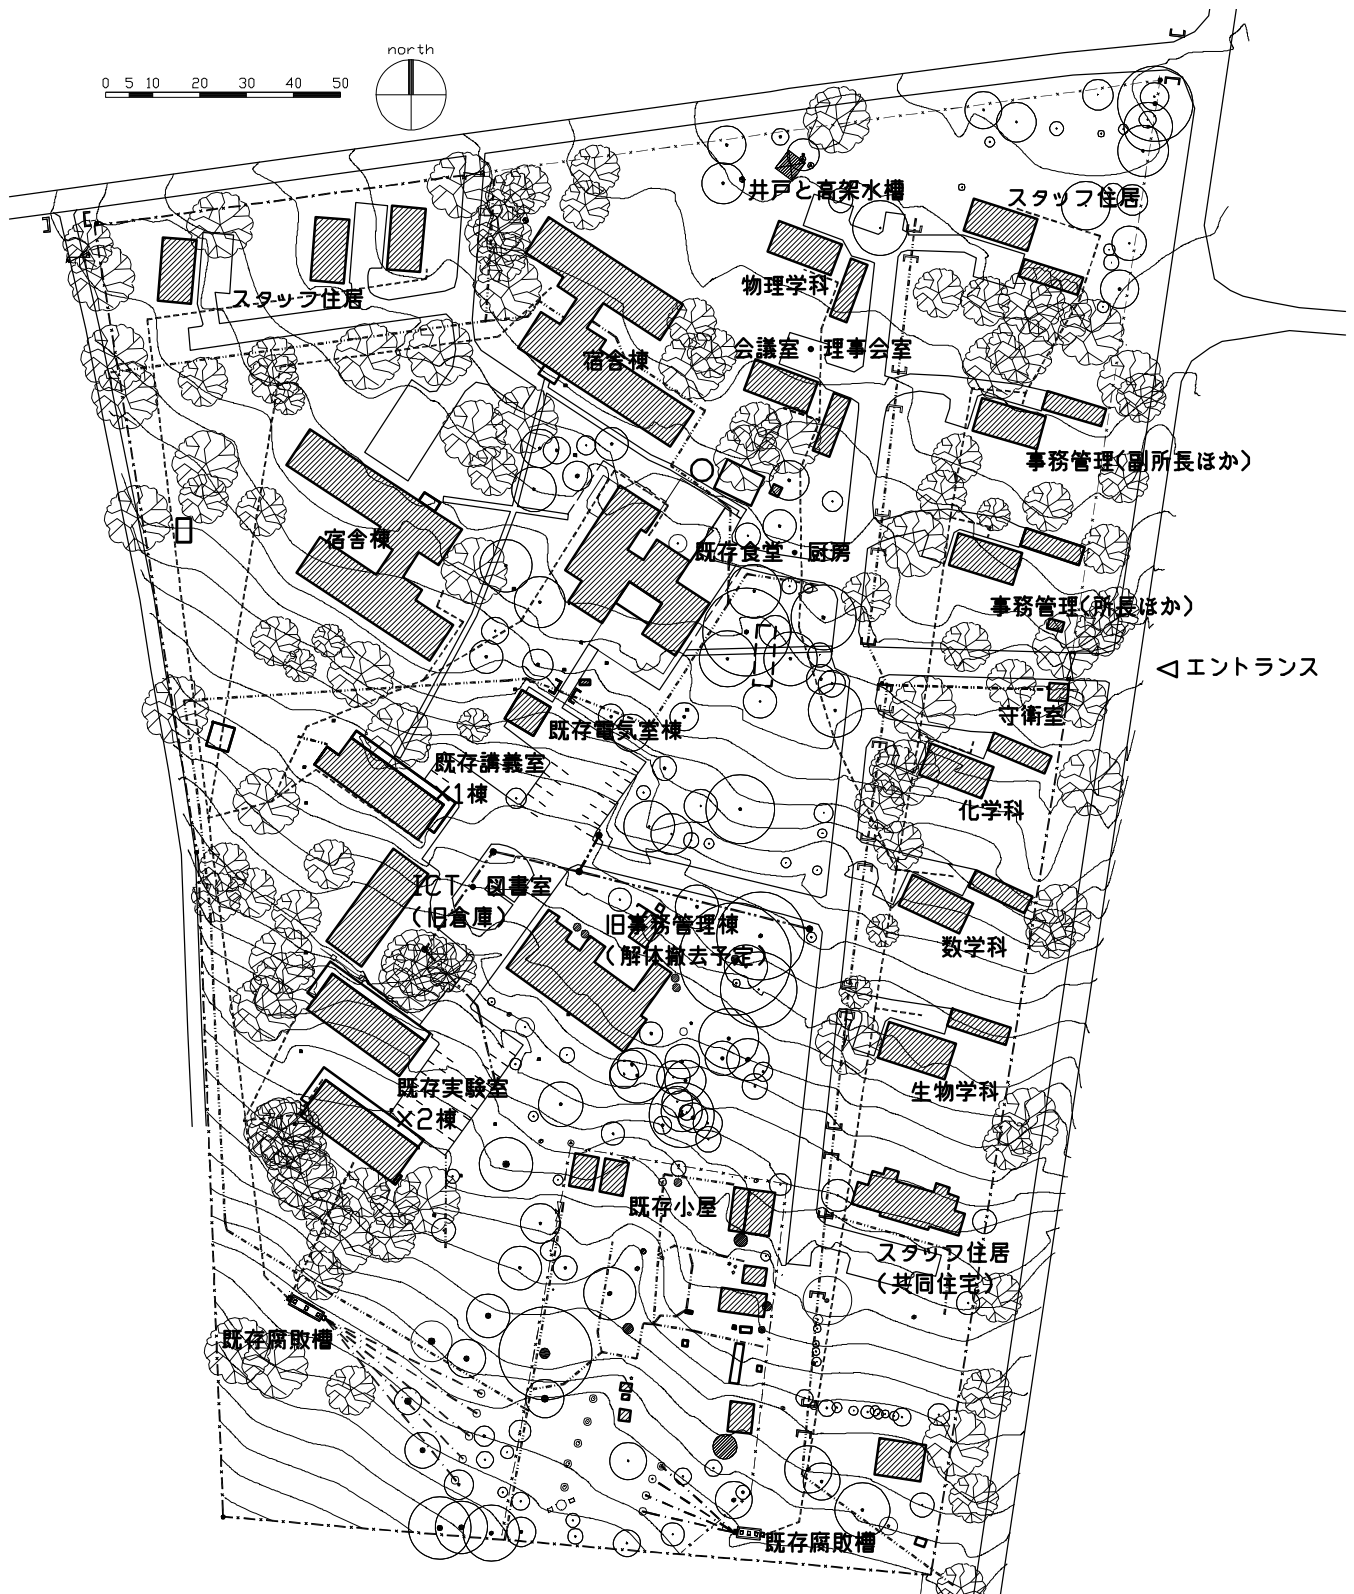 north
0 5 10 20 30 40 50
井戸と高架水槽
スタッフ住居
物理学科
スタッフ住居
会議室・理事会室
宿舎棟
事務管理(副所長ほか)
宿舎棟
既存食堂・厨房
事務管理(所長ほか)
エントランス
守衛室
既存電気室棟
既存講義室
×1棟
化学科
ICT・図書室
(旧倉庫)
旧事務管理棟
(解体撤去予定)
数学科
既存実験室
×2棟
生物学科
既存小屋
スタッフ住居
(共同住宅)
既存腐敗槽
既存腐敗槽